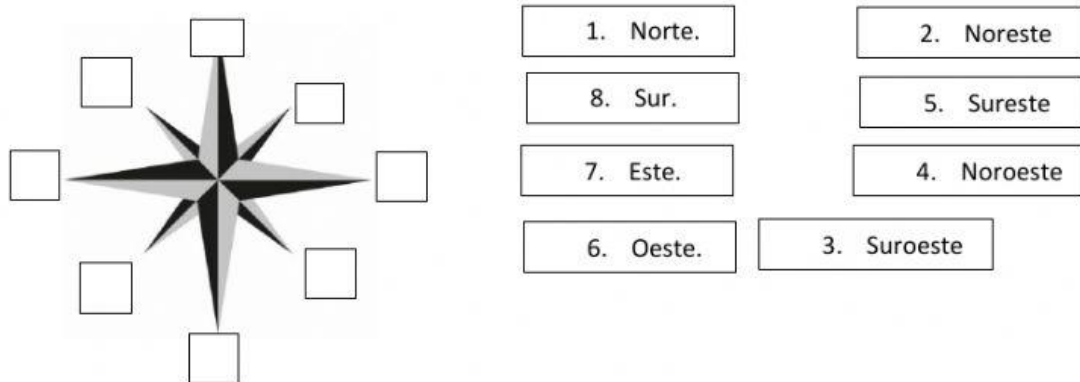 1. Norte.
2. Noreste
8. Sur.
5. Sureste
7. Este.
4. Noroeste
6. Oeste.
3. Suroeste